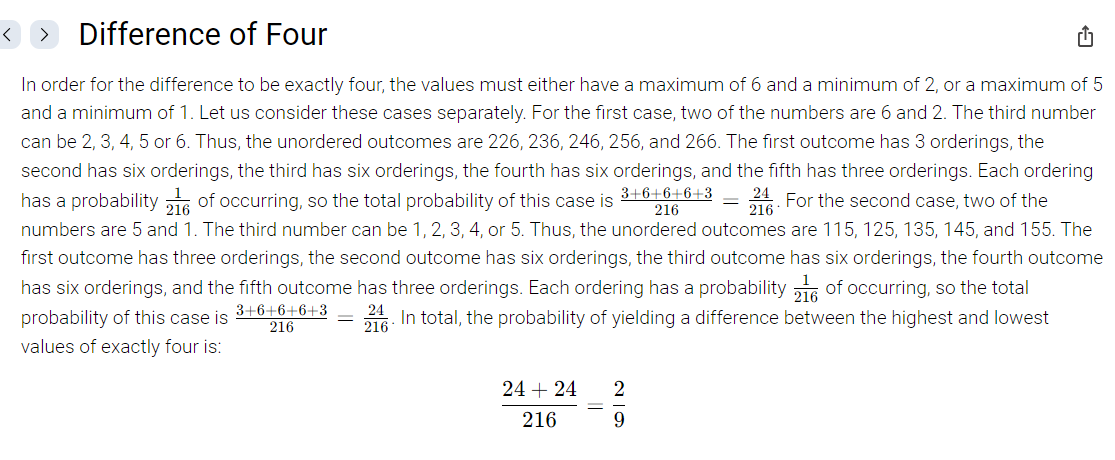 Difference of Four
In order for the difference to be exactly four, the values must either have a maximum of 6 and a minimum of 2, or a maximum of 5
and a minimum of 1. Let us consider these cases separately. For the first case, two of the numbers are 6 and 2. The third number
can be 2, 3, 4, 5 or 6. Thus, the unordered outcomes are 226, 236, 246, 256, and 266. The first outcome has 3 orderings, the
second has six orderings, the third has six orderings, the fourth has six orderings, and the fifth has three orderings. Each ordering
has a probability 1/216 of occurring, so the total probability of this case is (3+6+6+6+3)/216 = 24/216. For the second case, two of the
numbers are 5 and 1. The third number can be 1, 2, 3, 4, or 5. Thus, the unordered outcomes are 115, 125, 135, 145, and 155. The
first outcome has three orderings, the second outcome has six orderings, the third outcome has six orderings, the fourth outcome
has six orderings, and the fifth outcome has three orderings. Each ordering has a probability 1/216 of occurring, so the total
probability of this case is (3+6+6+6+3)/216 = 24/216. In total, the probability of yielding a difference between the highest and lowest
values of exactly four is:
(24 + 24)/216 = 2/9